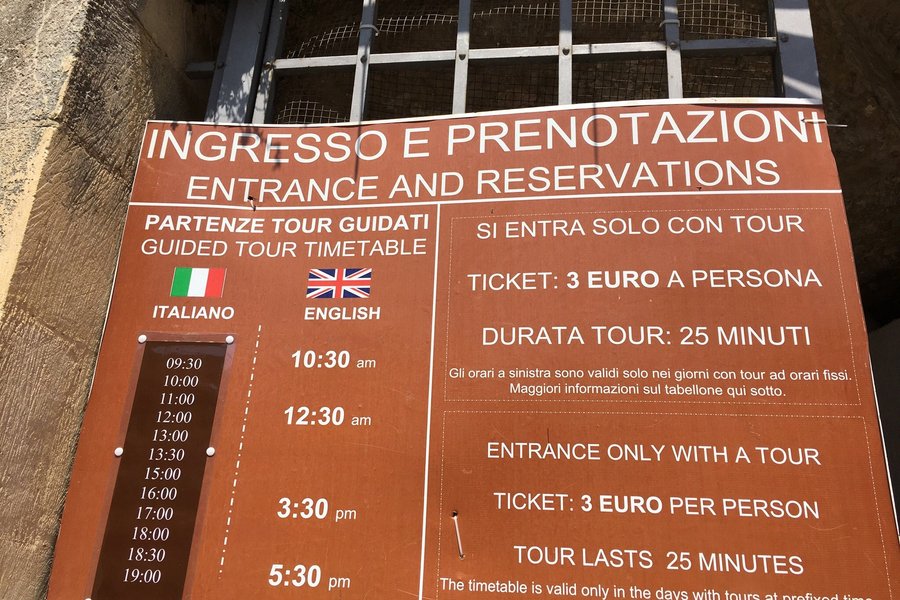 INGRESSO E PRENOTAZIONI
ENTRANCE AND RESERVATIONS
PARTENZE TOUR GUIDATI
GUIDED TOUR TIMETABLE
ITALIANO
09:30
10:00
11:00
12:00
13:00
13:30
15:00
16:00
17:00
18:00
18:30
19:00
ENGLISH
10:30 am
12:30 am
3:30 pm
5:30 pm
SI ENTRA SOLO CON TOUR
TICKET: 3 EURO A PERSONA
DURATA TOUR: 25 MINUTI
Gli orari a sinistra sono validi solo nei giorni con tour ad orari fissi.
Maggiori informazioni sul tabellone qui sotto.
ENTRANCE ONLY WITH A TOUR
TICKET: 3 EURO PER PERSON
TOUR LASTS 25 MINUTES
The timetable is valid only in the days with tours at prefixed time